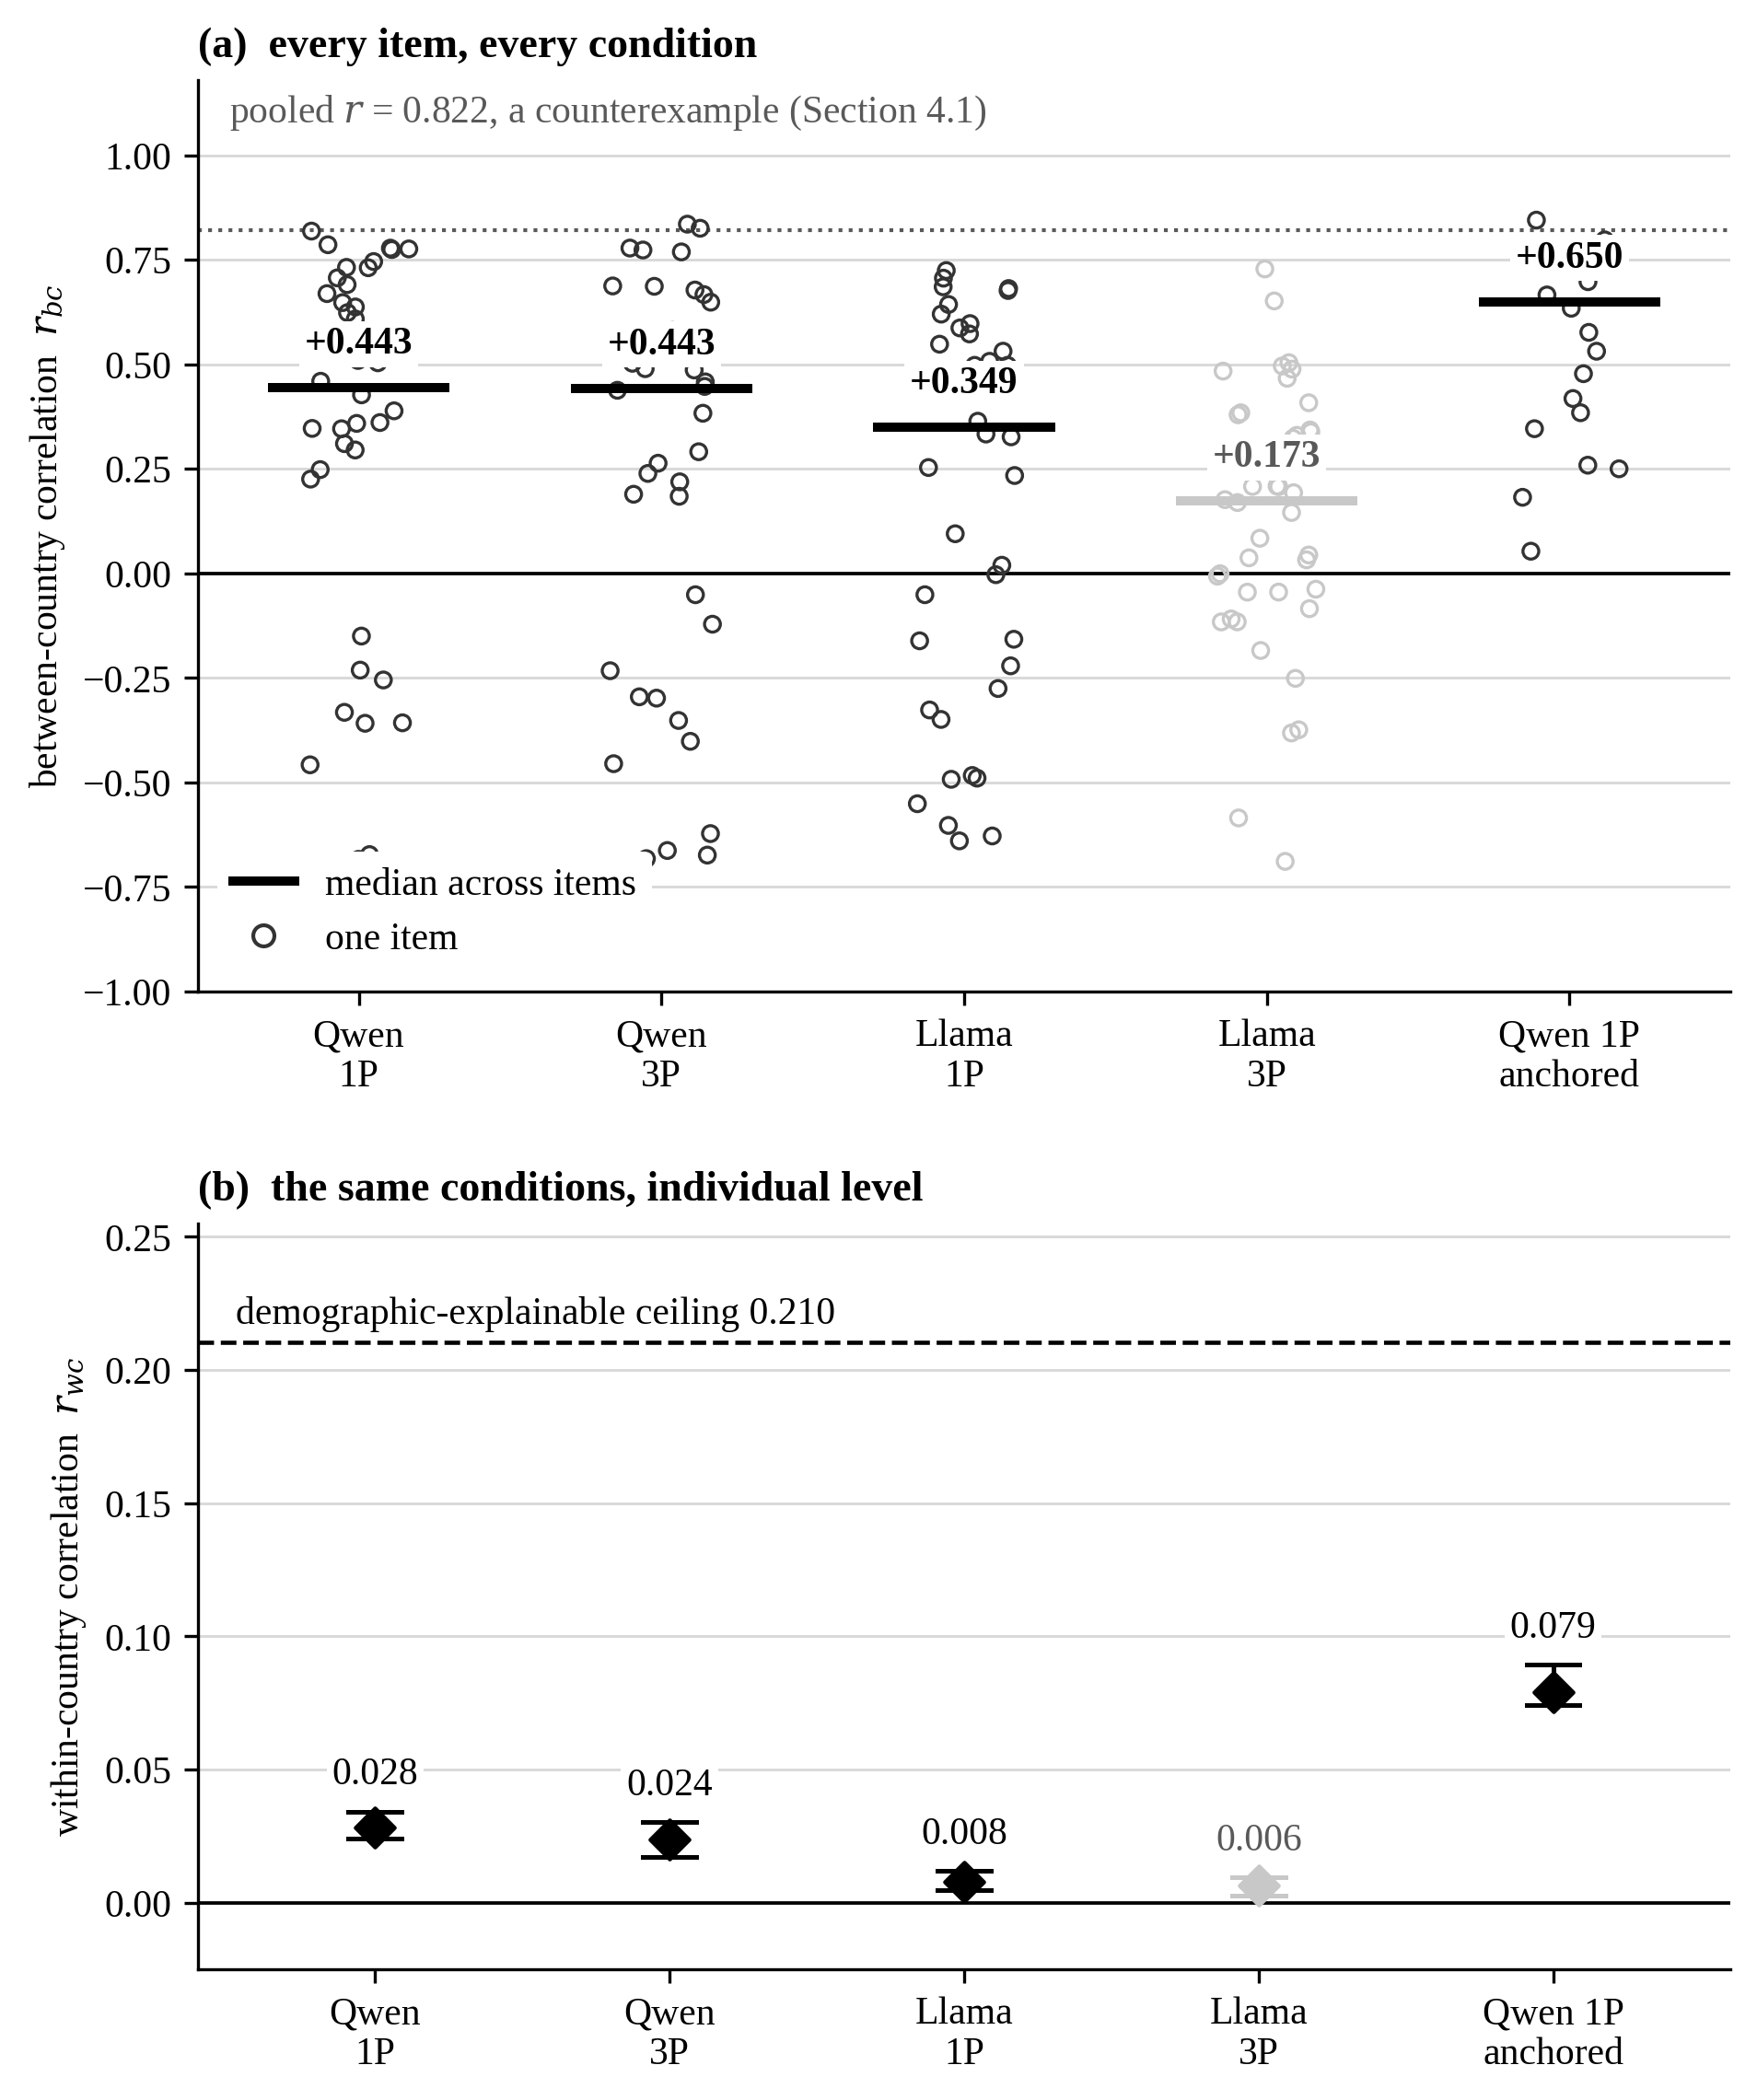 (a) every item, every condition
pooled r = 0.822, a counterexample (Section 4.1)
between-country correlation r_bc
1.00
0.75
0.50
0.25
0.00
−0.25
−0.50
−0.75
−1.00
+0.443
+0.443
+0.349
+0.173
+0.650
median across items
one item
Qwen
1P
Qwen
3P
Llama
1P
Llama
3P
Qwen 1P
anchored
(b) the same conditions, individual level
within-country correlation r_wc
0.25
0.20
0.15
0.10
0.05
0.00
demographic-explainable ceiling 0.210
0.028
0.024
0.008
0.006
0.079
Qwen
1P
Qwen
3P
Llama
1P
Llama
3P
Qwen 1P
anchored